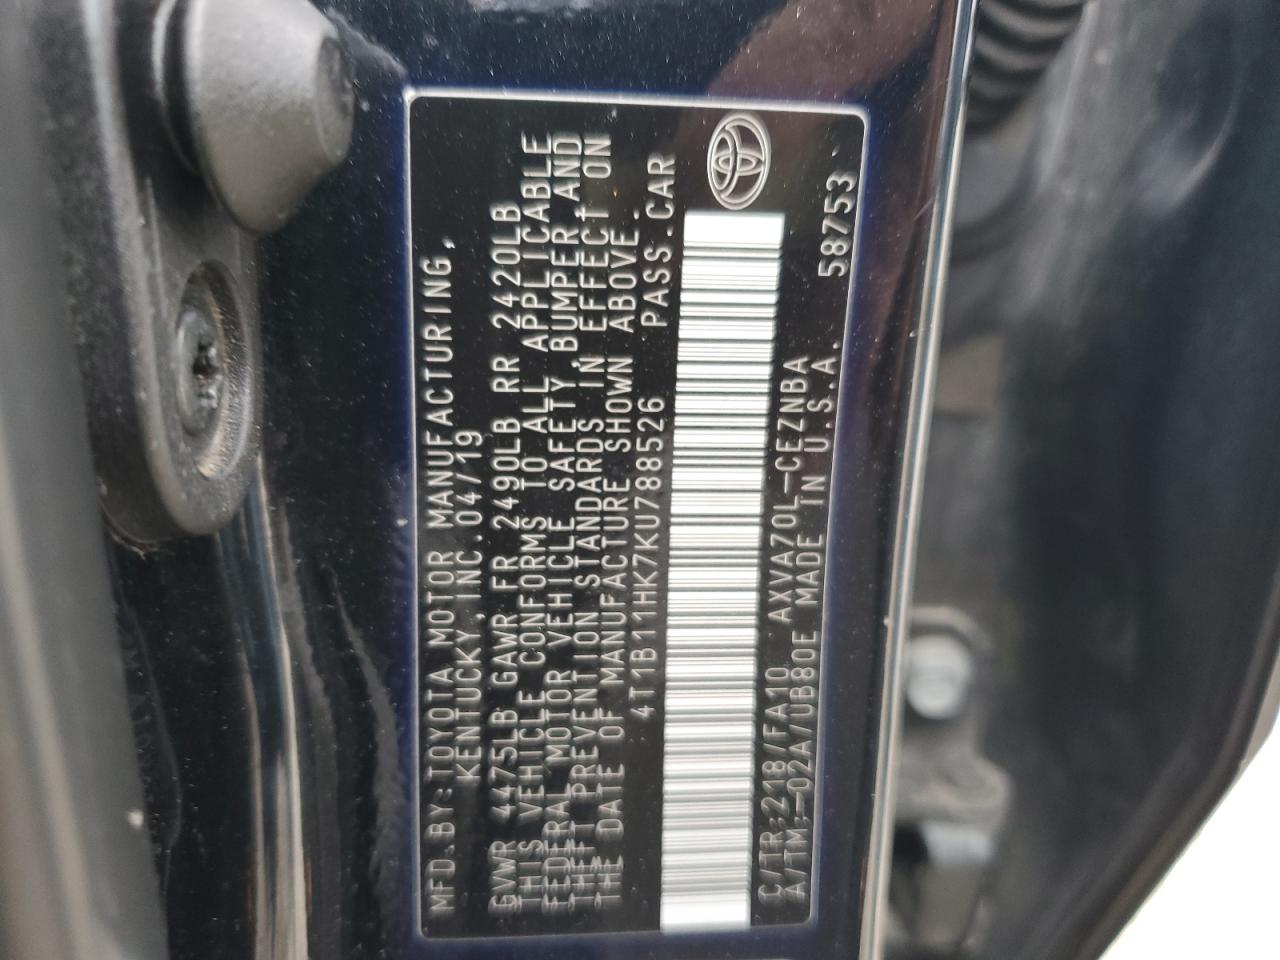 MFD.BY:TOYOTA MOTOR MANUFACTURING,
KENTUCKY,INC.04/19
GVWR 4475LB GAWR FR 2490LB RR 2420LB
THIS VEHICLE CONFORMS TO ALL APPLICABLE
FEDERAL MOTOR VEHICLE SAFETY,BUMPER,AND
THEFT PREVENTION STANDARDS IN EFFECT ON
THE DATE OF MANUFACTURE SHOWN ABOVE.
4T1B11HK7KU788526 PASS.CAR
C/TR:218/FA10 AXVA70L-CEZNBA
A/TM:-02A/UB80E MADE IN U.S.A. 58753